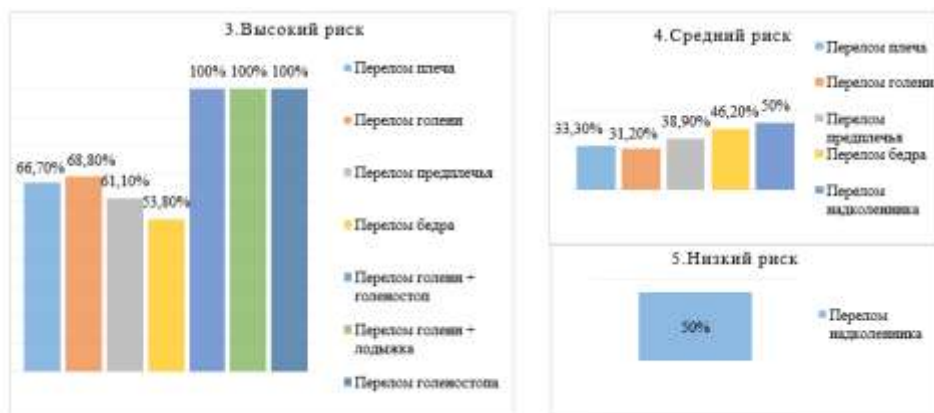 3.Высокий риск
100% 100% 100%
66,70%
68,80%
61,10%
53,80%
Перелом плеча
Перелом голени
Перелом предплечья
Перелом бедра
Перелом голени +
голеностоп
Перелом голени +
лодыжка
Перелом голеностопа
4.Средний риск
33,30%
31,20%
38,90%
46,20%
50%
Перелом плеча
Перелом голени
Перелом
предплечья
Перелом бедра
Перелом
надколенника
5.Низкий риск
50%
Перелом
надколенника